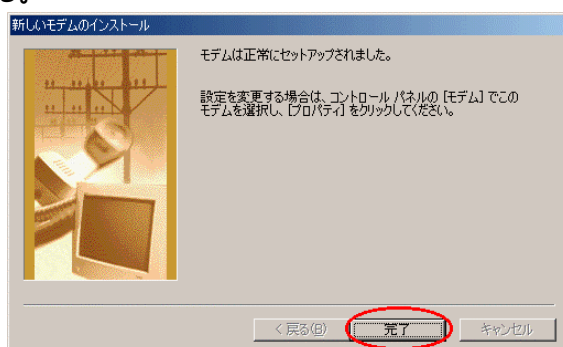 る。
新しいモデムのインストール
モデムは正常にセットアップされました。
設定を変更する場合は、コントロール パネルの [モデム] でこの
モデムを選択し、[プロパティ] をクリックしてください。
< 戻る(B)
完了
キャンセル